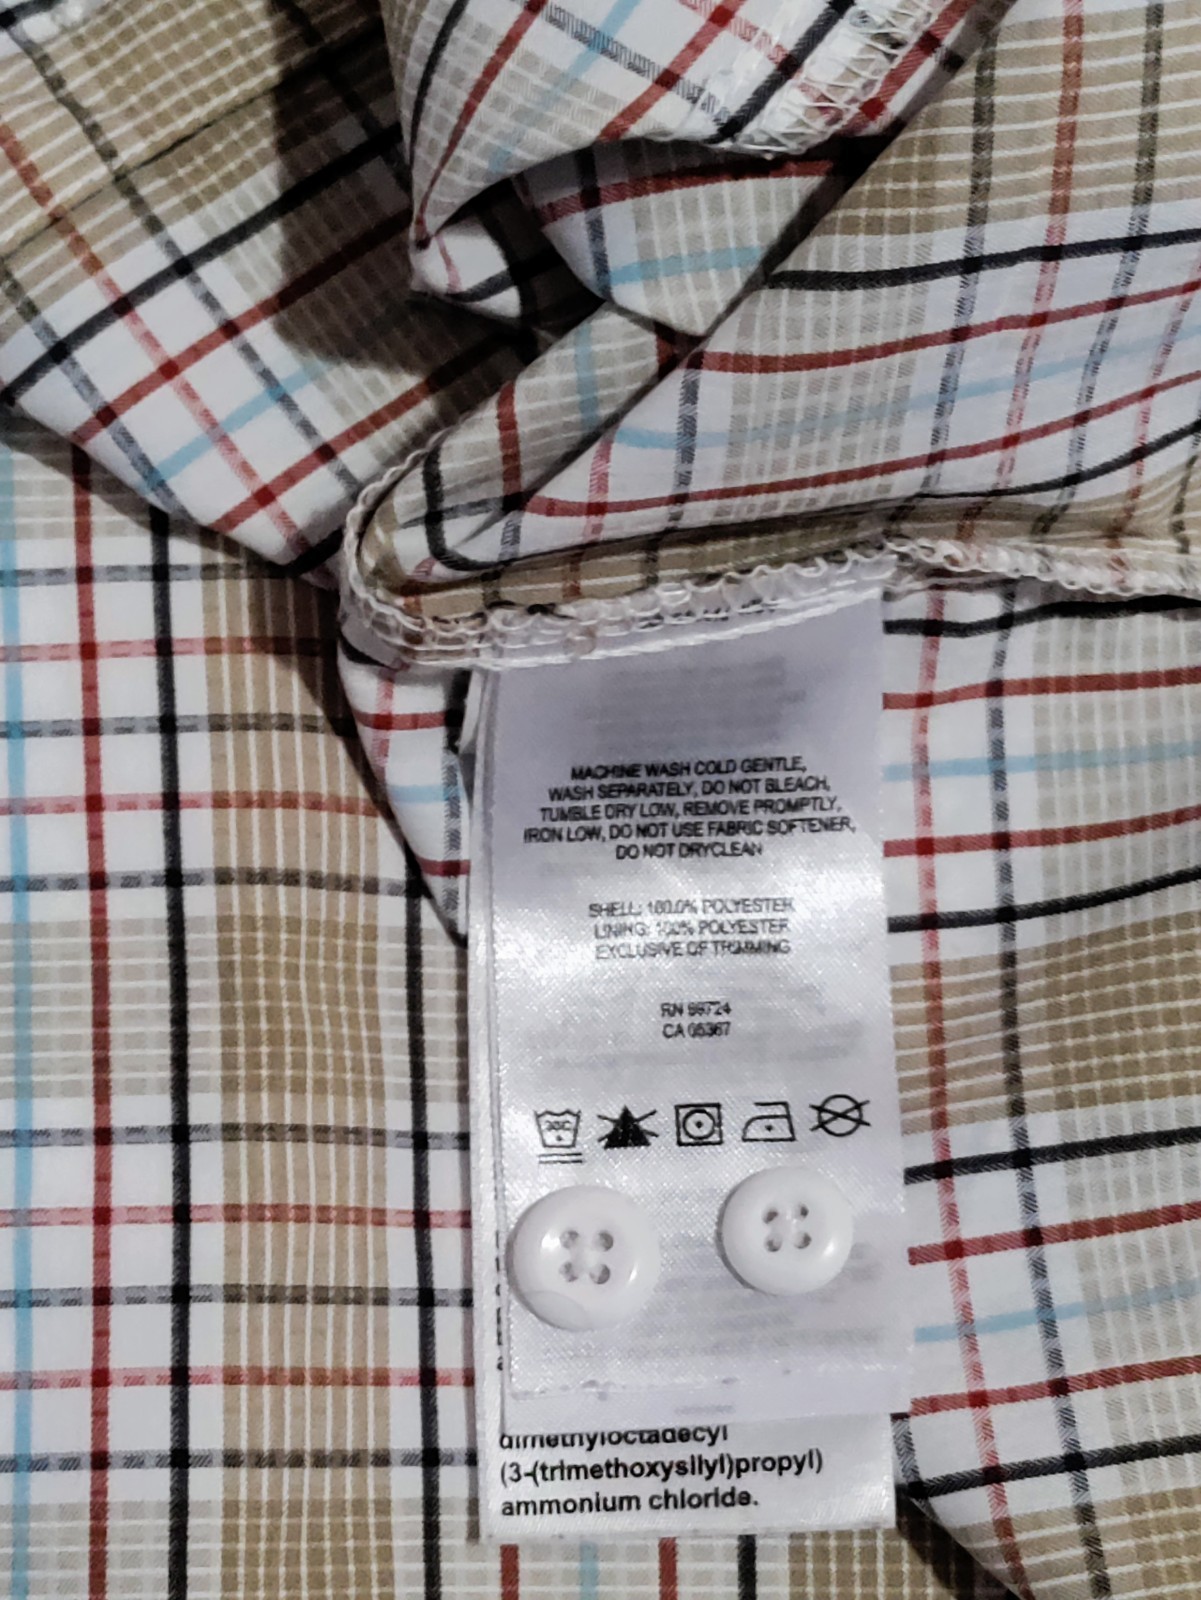 MACHINE WASH COLD GENTLE,
WASH SEPARATELY, DO NOT BLEACH,
TUMBLE DRY LOW, REMOVE PROMPTLY,
IRON LOW, DO NOT USE FABRIC SOFTENER,
DO NOT DRYCLEAN
SHELL: 100.0% POLYESTER
LINING: 100% POLYESTER
EXCLUSIVE OF TRIMMING
RN
CA 05367
30C
dimethyloctadecyl
(3-(trimethoxysilyl)propyl)
ammonium chloride.